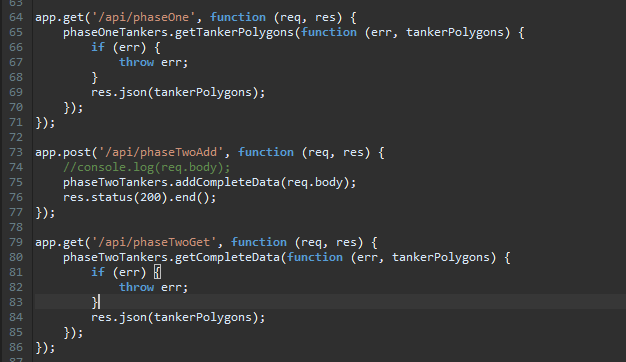 63
64 app.get('/api/phaseOne', function (req, res) {
65     phaseOneTankers.getTankerPolygons(function (err, tankerPolygons) {
66         if (err) {
67             throw err;
68         }
69         res.json(tankerPolygons);
70     });
71 });
72
73 app.post('/api/phaseTwoAdd', function (req, res) {
74     //console.log(req.body);
75     phaseTwoTankers.addCompleteData(req.body);
76     res.status(200).end();
77 });
78
79 app.get('/api/phaseTwoGet', function (req, res) {
80     phaseTwoTankers.getCompleteData(function (err, tankerPolygons) {
81         if (err) {
82             throw err;
83         }
84         res.json(tankerPolygons);
85     });
86 });
87